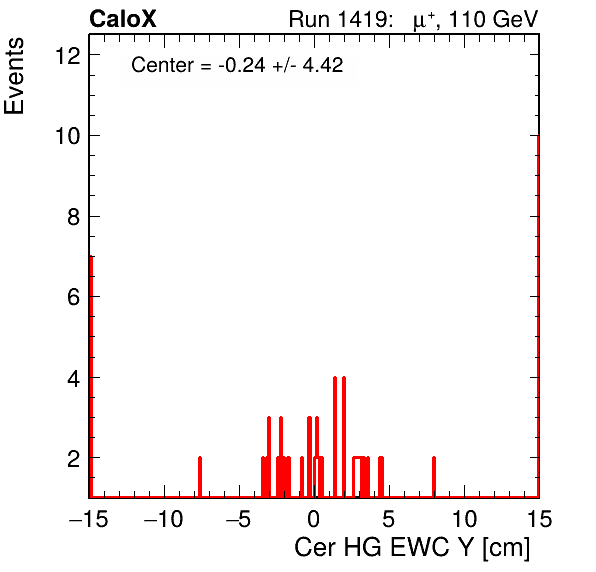 CaloX Run 1419: μ⁺, 110 GeV
Center = -0.24 +/- 4.42
Events
12
10
8
6
4
2
−15 −10 −5 0 5 10 15
Cer HG EWC Y [cm]